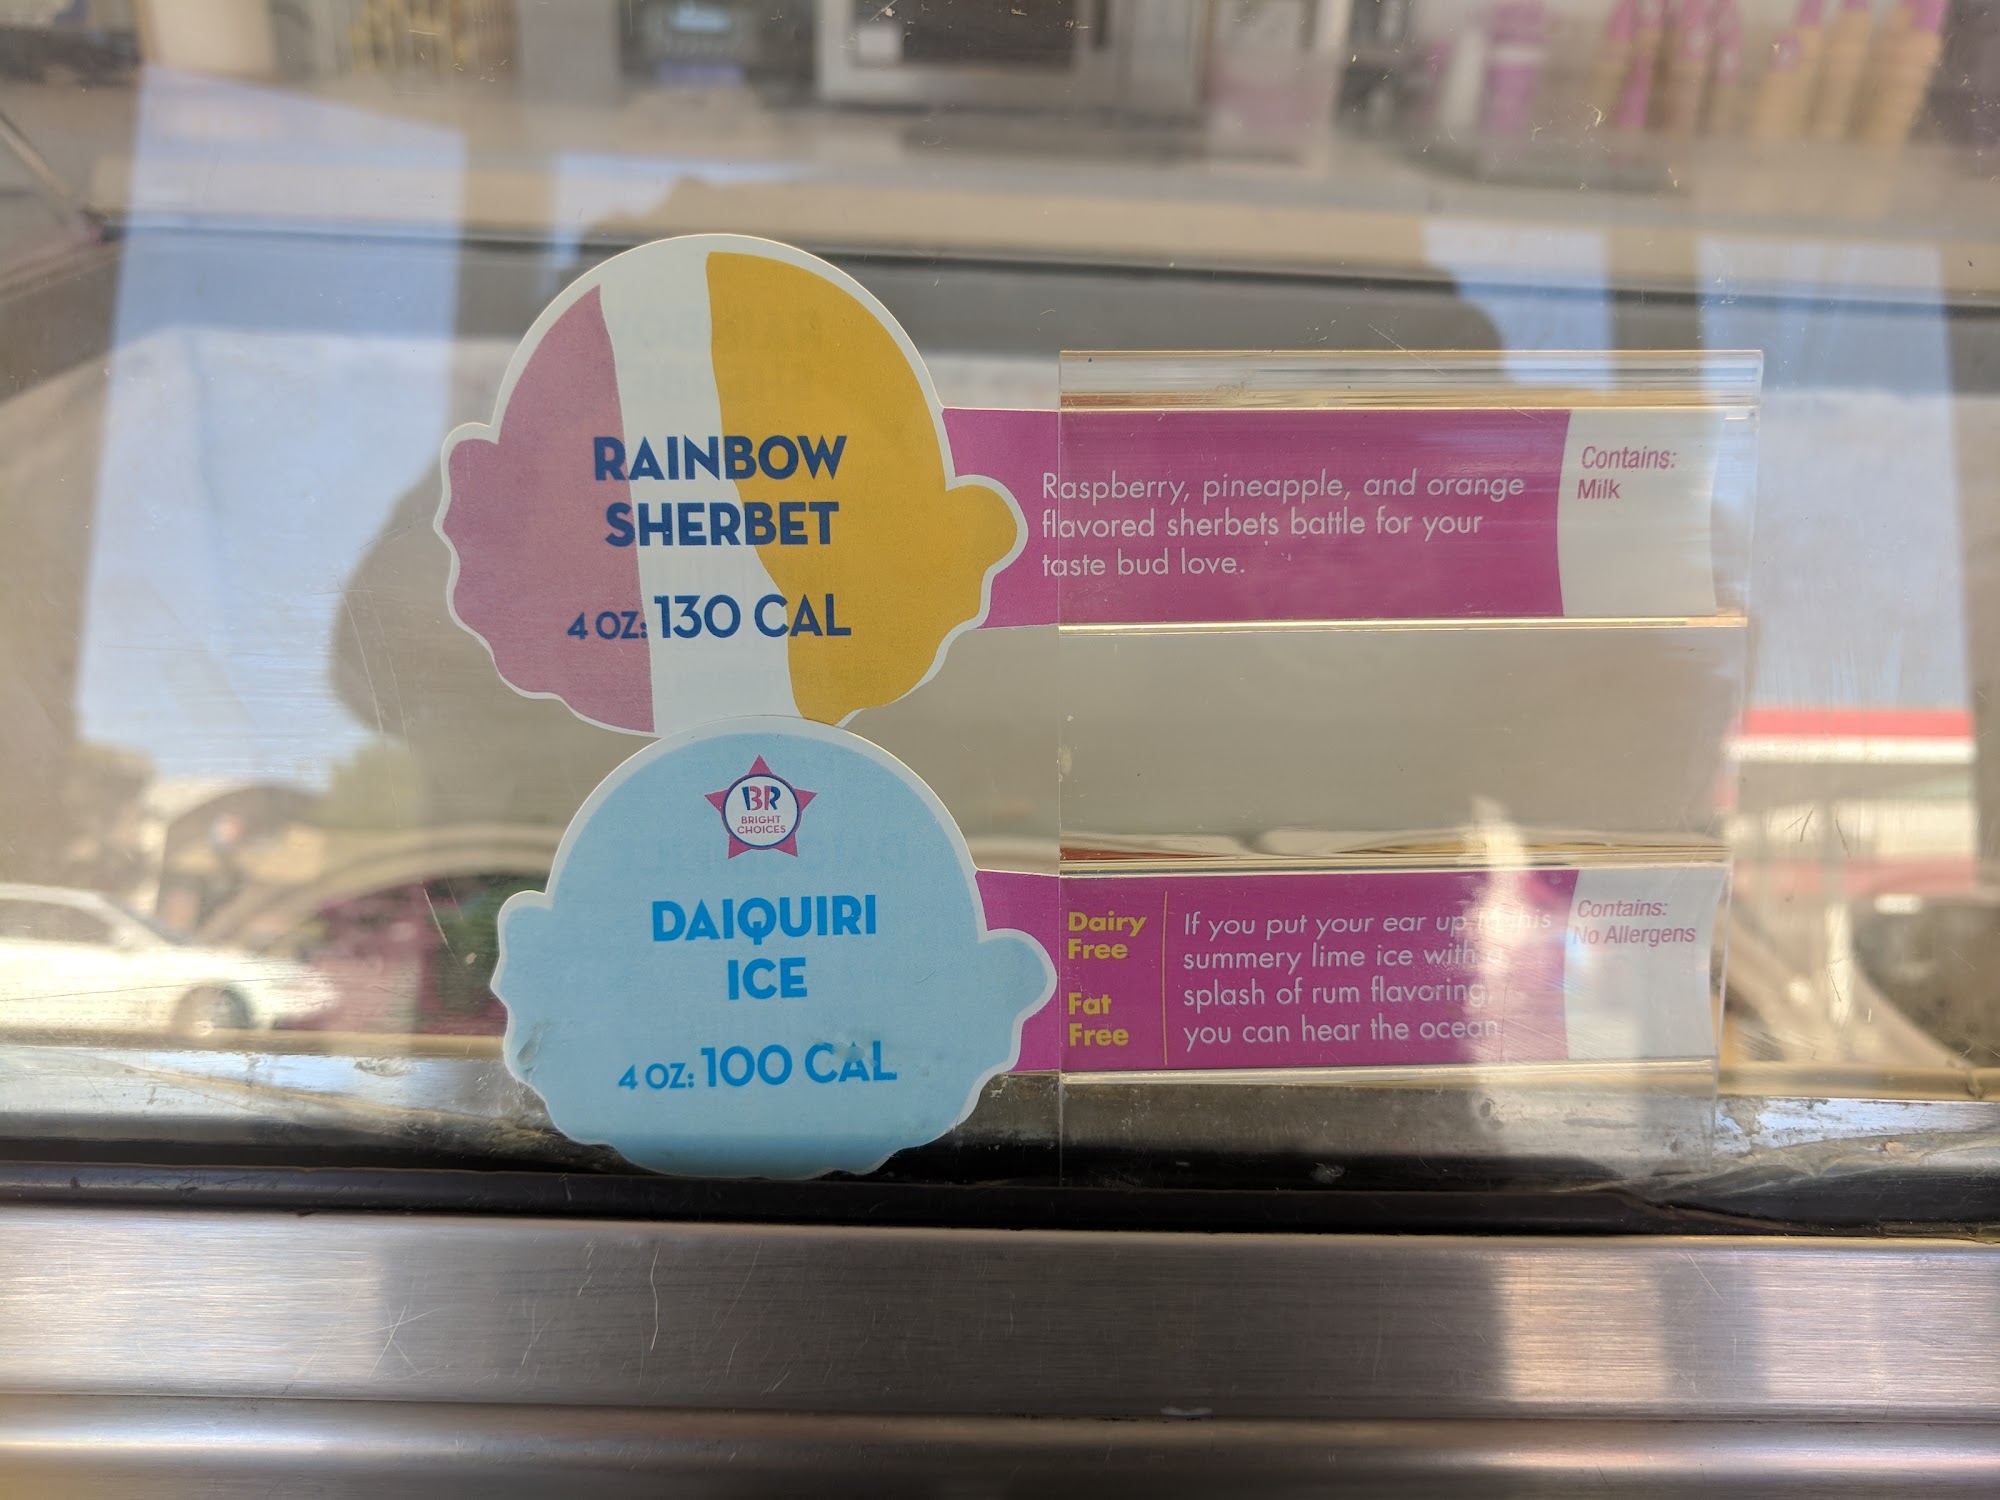 RAINBOW
SHERBET
4 OZ: 130 CAL
Raspberry, pineapple, and orange
flavored sherbets battle for your
taste bud love.
Contains:
Milk
BR
BRIGHT
CHOICES
DAIQUIRI
ICE
4 OZ: 100 CAL
Dairy
Free
Fat
Free
If you put your ear up to this
summery lime ice with a
splash of rum flavoring,
you can hear the ocean.
Contains:
No Allergens